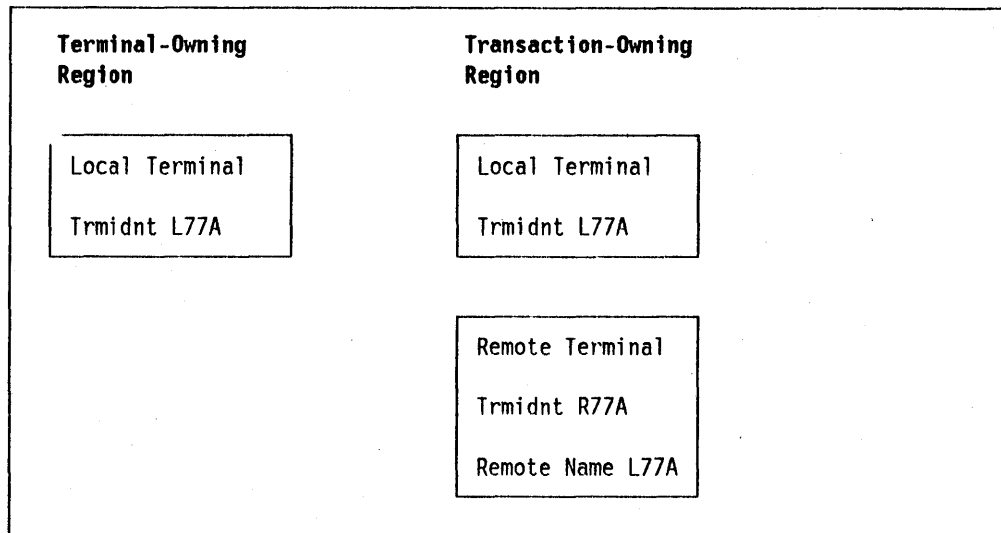 Terminal-Owning
Region
Transaction-Owning
Region
Local Terminal
Trmidnt L77A
Local Terminal
Trmidnt L77A
Remote Terminal
Trmidnt R77A
Remote Name L77A